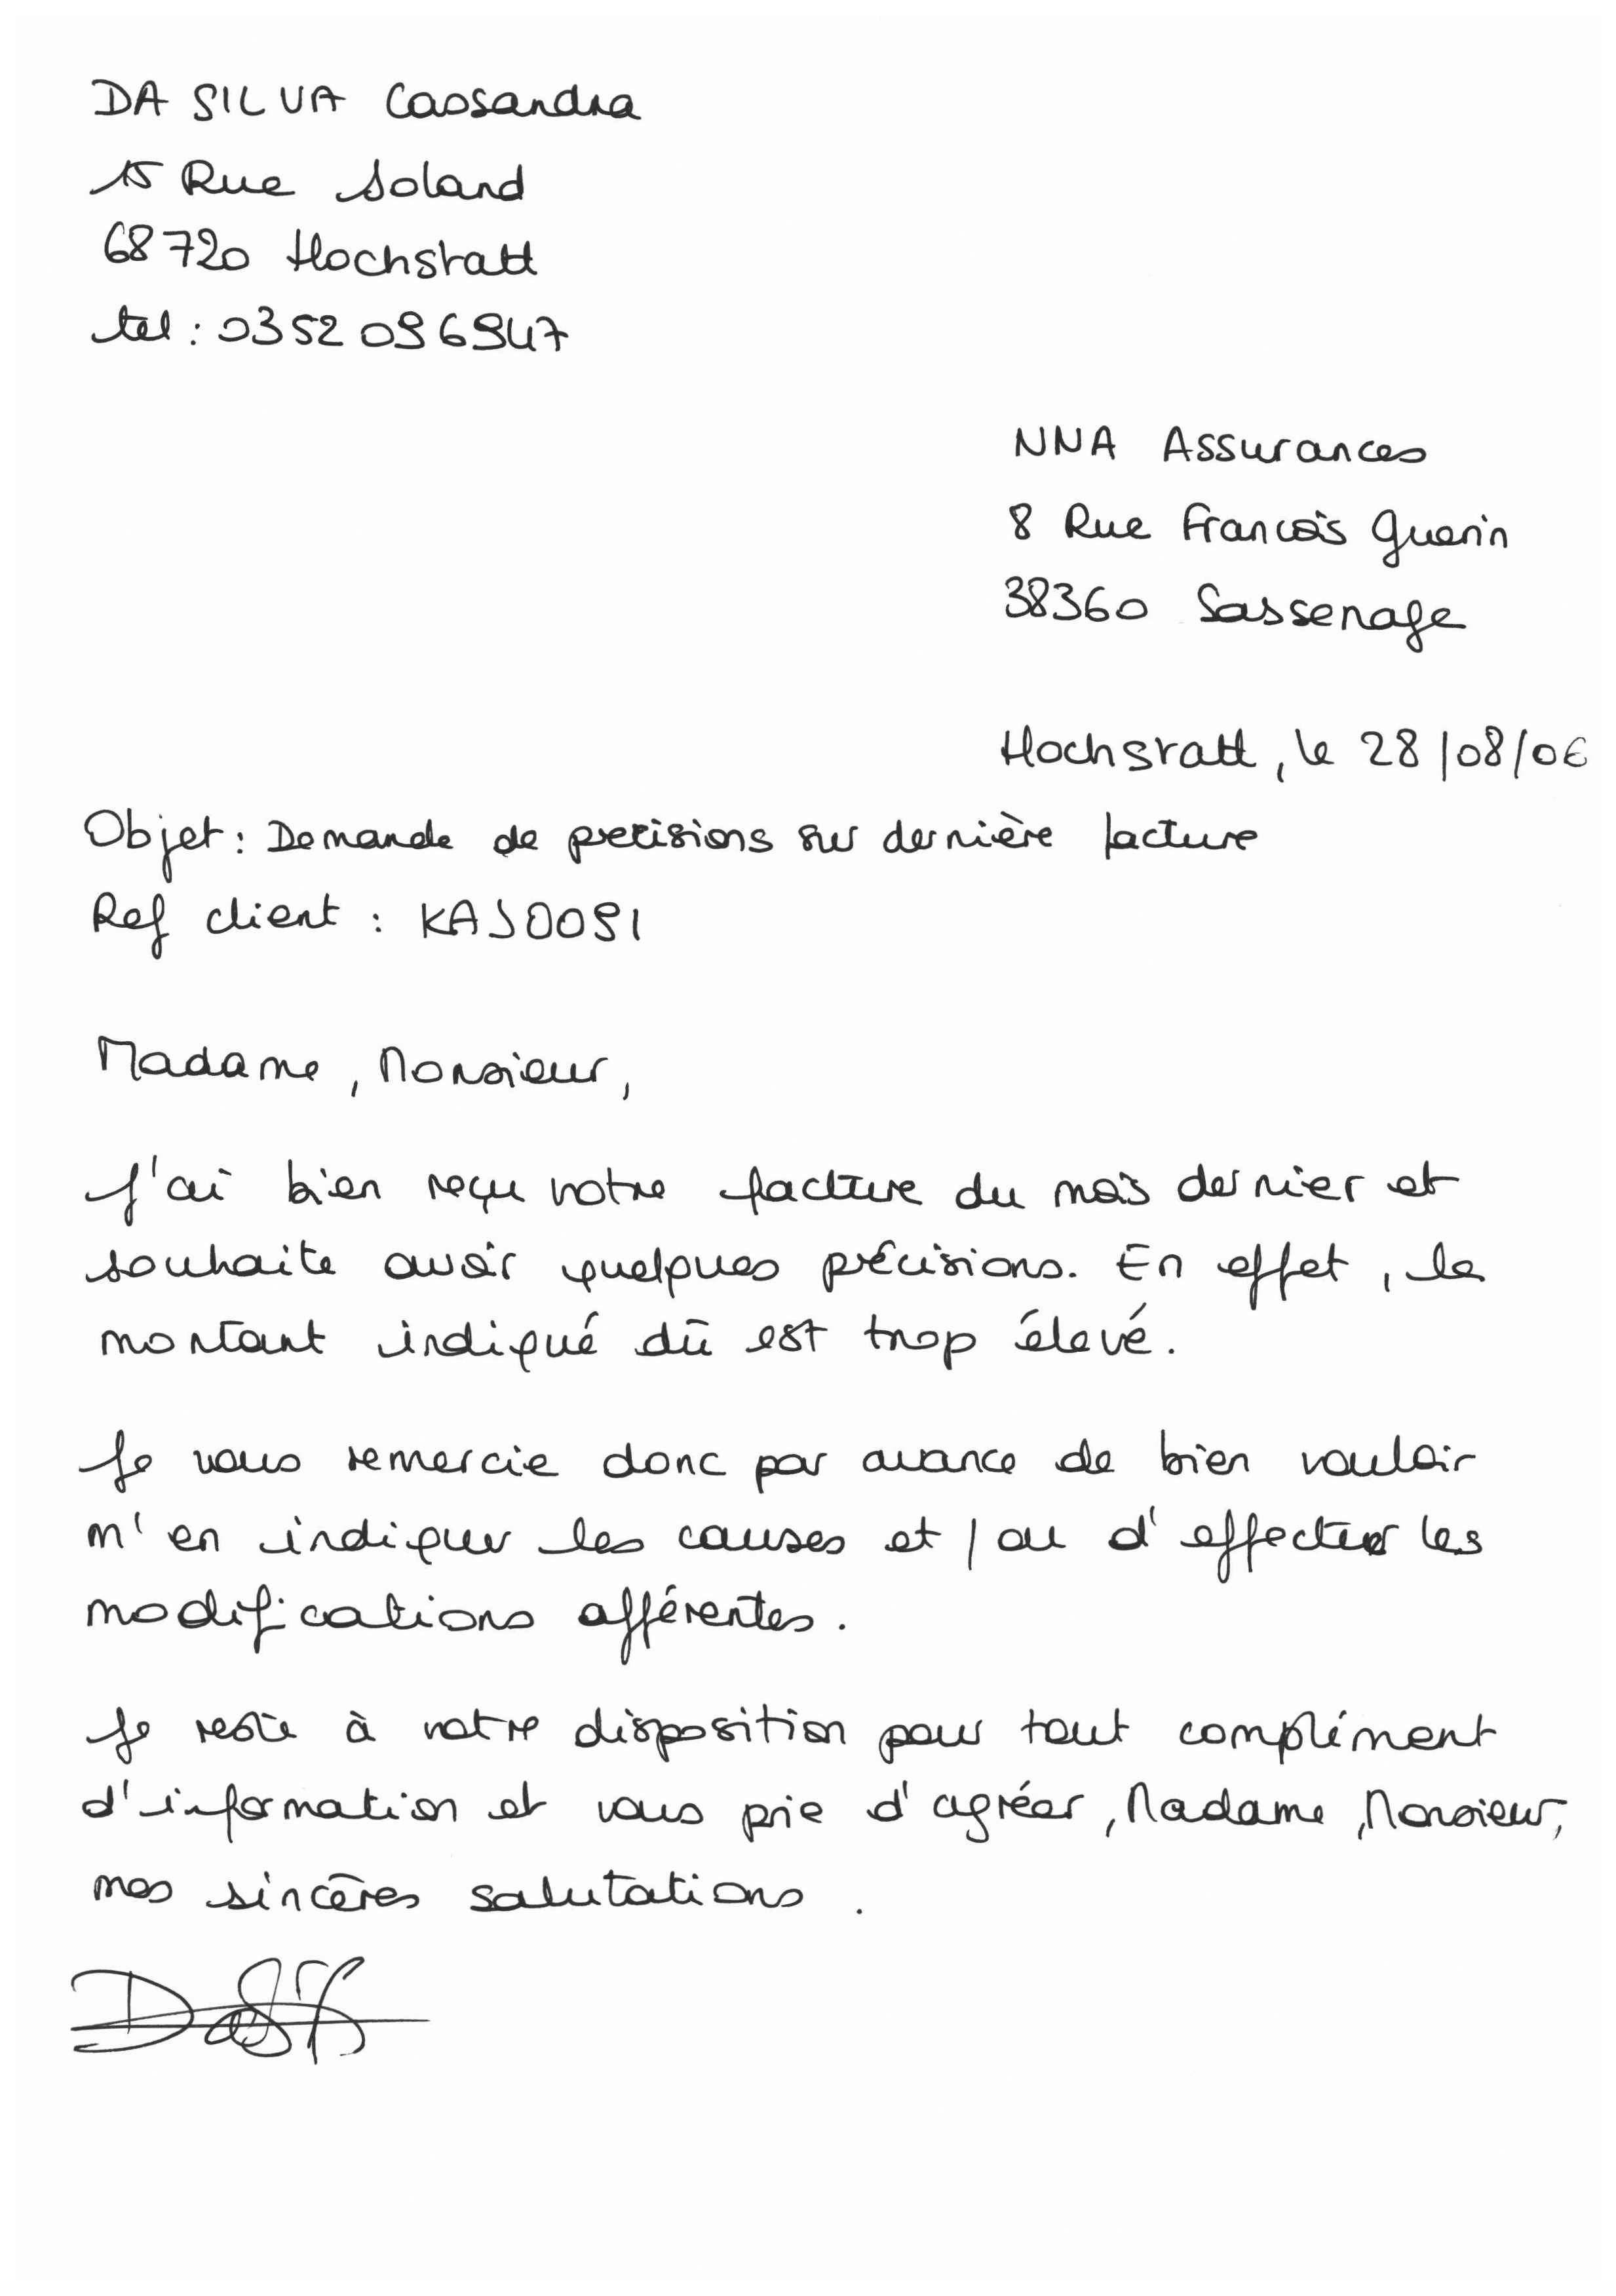 DA SILVA Cassandra
15 Rue Soland
68720 Hochstatt
tel : 0352096947
NNA Assurances
8 Rue Francois Guerin
38360 Sassenage
Hochstatt, le 28/08/06
Objet : Demande de precisions sur dernière facture
Ref client : KAJ0091
Madame, Monsieur,
J'ai bien reçu votre facture du mois dernier et
souhaite avoir quelques précisions. En effet, le
montant indiqué dû est trop élevé.
Je vous remercie donc par avance de bien vouloir
m'en indiquer les causes et/ou d'effectuer les
modifications afférentes.
Je reste à votre disposition pour tout complément
d'information et vous prie d'agréer, Madame, Monsieur,
mes sincères salutations.